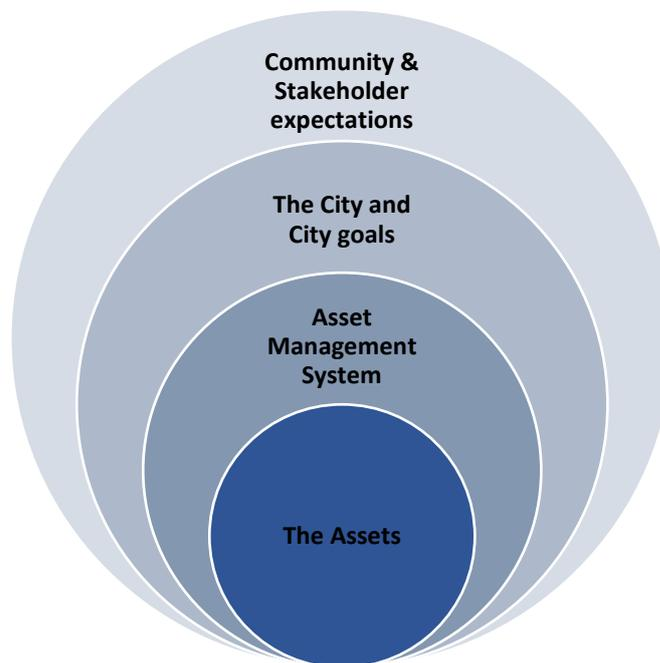 Community &
Stakeholder
expectations
The City and
City goals
Asset
Management
System
The Assets